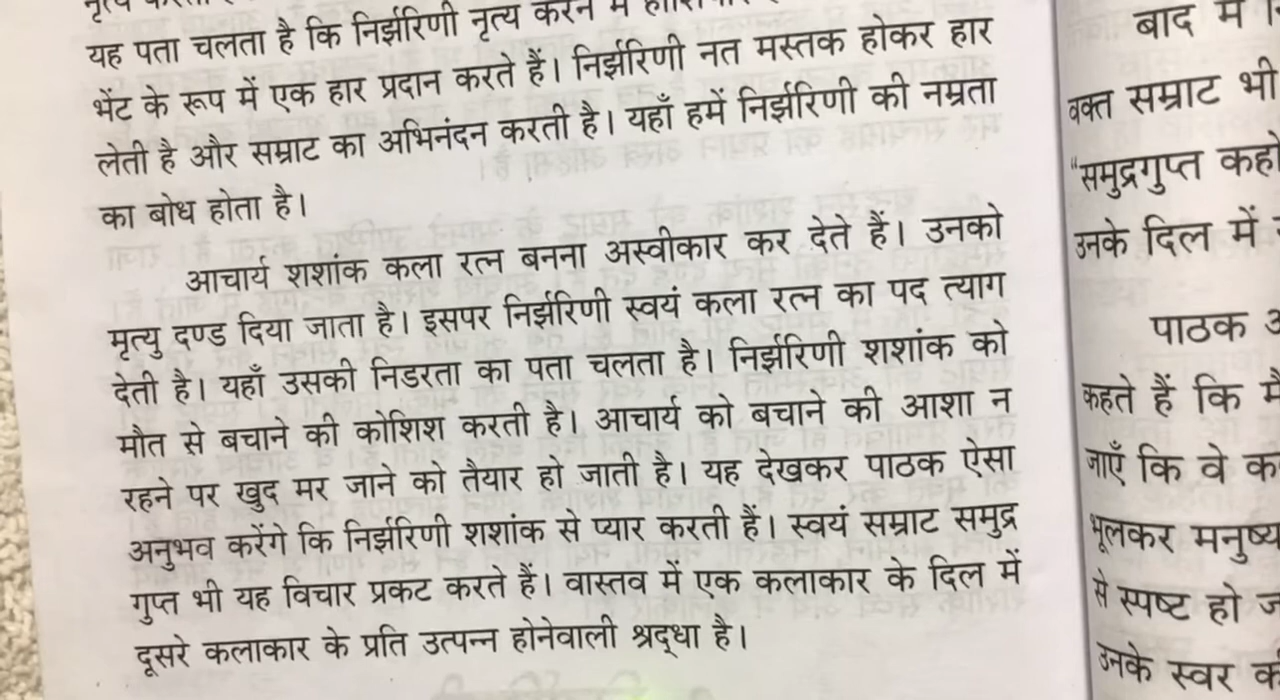 नृत्य करने में
यह पता चलता है कि निर्झरिणी नृत्य करने में
भेंट के रूप में एक हार प्रदान करते हैं। निर्झरिणी नत मस्तक होकर हार
लेती है और सम्राट का अभिनंदन करती है। यहाँ हमें निर्झरिणी की नम्रता
का बोध होता है।
आचार्य शशांक कला रत्न बनना अस्वीकार कर देते हैं। उनको
मृत्यु दण्ड दिया जाता है। इसपर निर्झरिणी स्वयं कला रत्न का पद त्याग
देती है। यहाँ उसकी निडरता का पता चलता है। निर्झरिणी शशांक को
मौत से बचाने की कोशिश करती है। आचार्य को बचाने की आशा न
रहने पर खुद मर जाने को तैयार हो जाती है। यह देखकर पाठक ऐसा
अनुभव करेंगे कि निर्झरिणी शशांक से प्यार करती हैं। स्वयं सम्राट समुद्र
गुप्त भी यह विचार प्रकट करते हैं। वास्तव में एक कलाकार के दिल में
दूसरे कलाकार के प्रति उत्पन्न होनेवाली श्रद्धा है।
बाद में
वक्त सम्राट भी
"समुद्रगुप्त कहो
उनके दिल में
पाठक
कहते हैं कि
जाएँ कि वे
भूलकर मनुष्य
से स्पष्ट हो
उनके स्वर